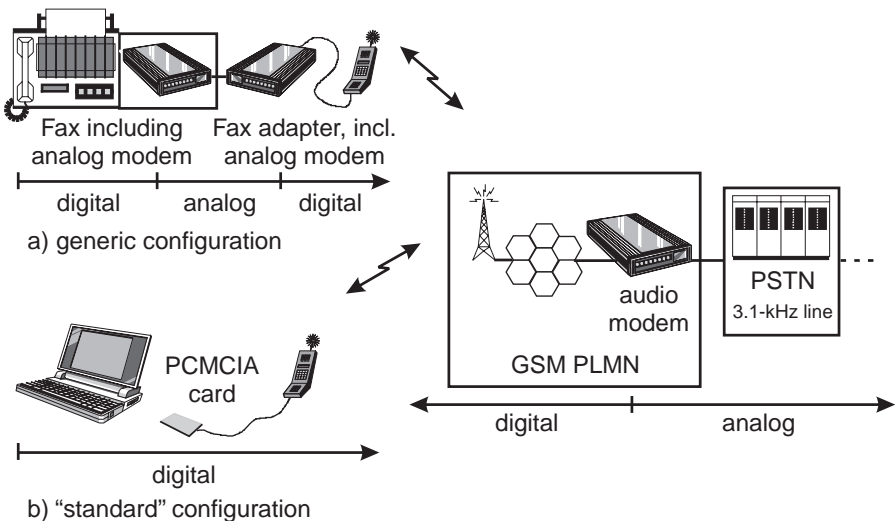 Fax including
analog modem
Fax adapter, incl.
analog modem
digital
analog
digital
a) generic configuration
PCMCIA
card
digital
b) “standard” configuration
audio
modem
GSM PLMN
PSTN
3.1-kHz line
digital
analog